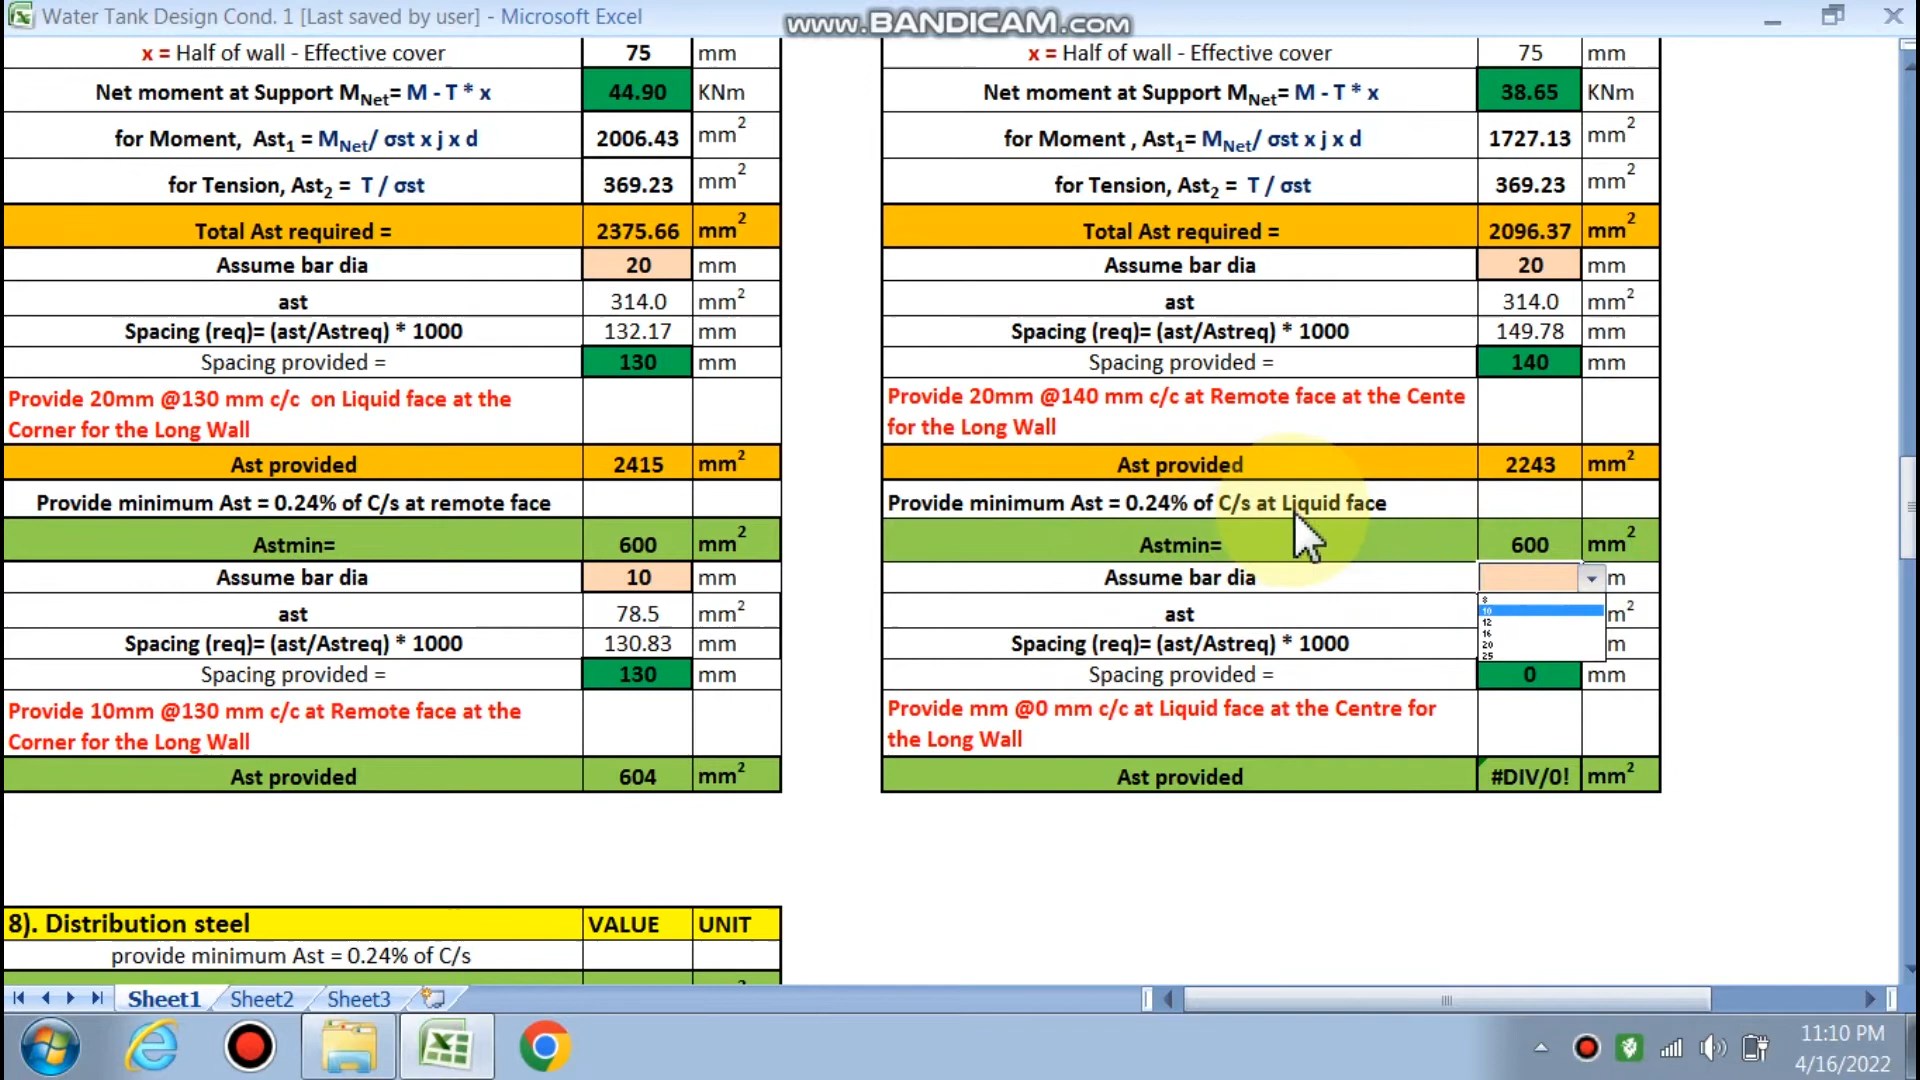 Water Tank Design Cond. 1 [Last saved by user] - Microsoft Excel
www.BANDICAM.com
x = Half of wall - Effective cover 75 mm
Net moment at Support MNet= M - T * x 44.90 KNm
for Moment, Ast1 = MNet/ σst x j x d 2006.43 mm2
for Tension, Ast2 = T / σst 369.23 mm2
Total Ast required = 2375.66 mm2
Assume bar dia 20 mm
ast 314.0 mm2
Spacing (req)= (ast/Astreq) * 1000 132.17 mm
Spacing provided = 130 mm
Provide 20mm @130 mm c/c on Liquid face at the
Corner for the Long Wall
Ast provided 2415 mm2
Provide minimum Ast = 0.24% of C/s at remote face
Astmin= 600 mm2
Assume bar dia 10 mm
ast 78.5 mm2
Spacing (req)= (ast/Astreq) * 1000 130.83 mm
Spacing provided = 130 mm
Provide 10mm @130 mm c/c at Remote face at the
Corner for the Long Wall
Ast provided 604 mm2
x = Half of wall - Effective cover 75 mm
Net moment at Support MNet= M - T * x 38.65 KNm
for Moment , Ast1= MNet/ σst x j x d 1727.13 mm2
for Tension, Ast2 = T / σst 369.23 mm2
Total Ast required = 2096.37 mm2
Assume bar dia 20 mm
ast 314.0 mm2
Spacing (req)= (ast/Astreq) * 1000 149.78 mm
Spacing provided = 140 mm
Provide 20mm @140 mm c/c at Remote face at the Cente
for the Long Wall
Ast provided 2243 mm2
Provide minimum Ast = 0.24% of C/s at Liquid face
Astmin= 600 mm2
Assume bar dia m
8
10
12
16
20
25
ast m2
Spacing (req)= (ast/Astreq) * 1000 m
Spacing provided = 0 mm
Provide mm @0 mm c/c at Liquid face at the Centre for
the Long Wall
Ast provided #DIV/0! mm2
8). Distribution steel VALUE UNIT
provide minimum Ast = 0.24% of C/s
Sheet1 Sheet2 Sheet3
11:10 PM
4/16/2022